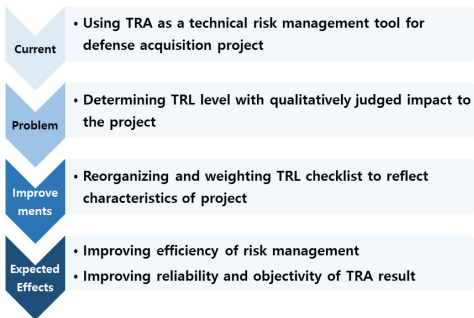 Current
• Using TRA as a technical risk management tool for
defense acquisition project
Problem
• Determining TRL level with qualitatively judged impact to
the project
Improve
ments
• Reorganizing and weighting TRL checklist to reflect
characteristics of project
Expected
Effects
• Improving efficiency of risk management
• Improving reliability and objectivity of TRA result